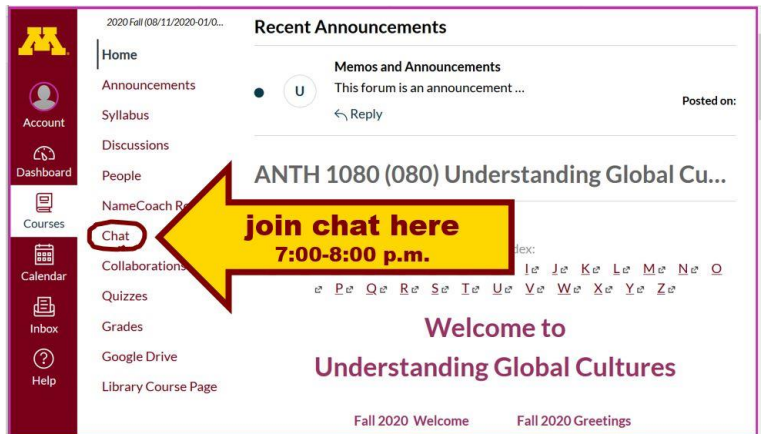 2020 Fall (08/11/2020-01/0...
Home
Announcements
Syllabus
Discussions
People
NameCoach
Chat
Collaborations
Quizzes
Grades
Google Drive
Library Course Page
Account
Dashboard
Courses
Calendar
Inbox
Help
Recent Announcements
Memos and Announcements
U
This forum is an announcement ...
Posted on:
Reply
ANTH 1080 (080) Understanding Global Cu...
join chat here
7:00-8:00 p.m.
I J K L M N O
P Q R S T U V W X Y Z
Welcome to
Understanding Global Cultures
Fall 2020 Welcome Fall 2020 Greetings